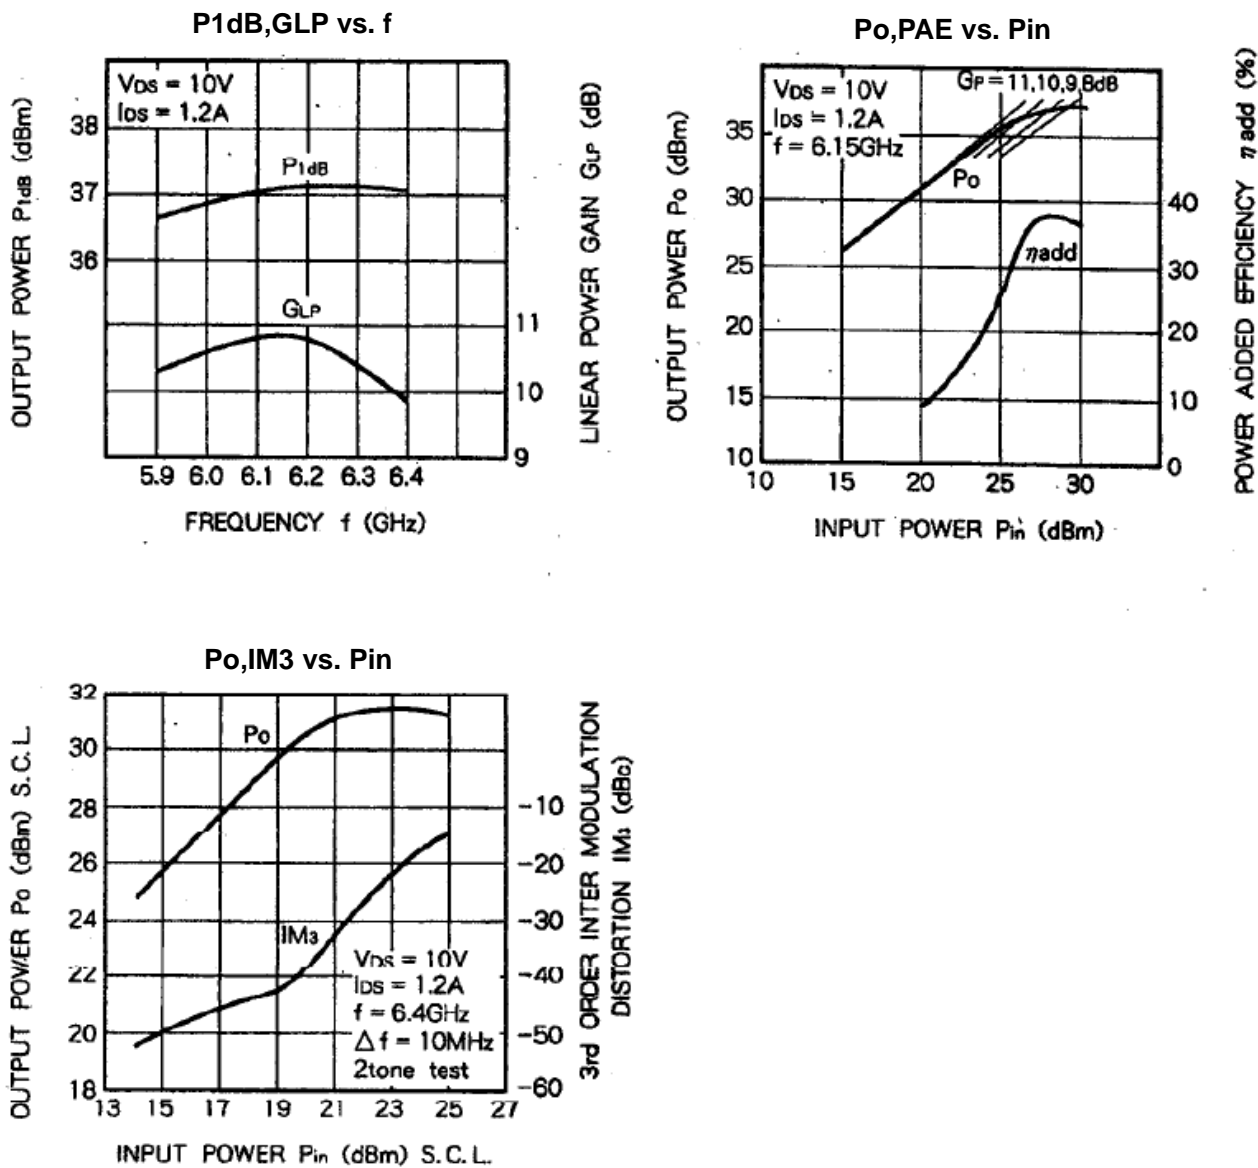 P1dB,GLP vs. f
OUTPUT POWER P1dB (dBm)
VDS = 10V
IDS = 1.2A
38
37
36
P1dB
GLP
11
10
9
LINEAR POWER GAIN GLP (dB)
5.9 6.0 6.1 6.2 6.3 6.4
FREQUENCY f (GHz)
Po,PAE vs. Pin
OUTPUT POWER Po (dBm)
VDS = 10V
IDS = 1.2A
f = 6.15GHz
GP = 11,10,9,8dB
35
30
25
20
15
10
Po
ηadd
40
30
20
10
0
POWER ADDED EFFICIENCY η add (%)
10 15 20 25 30
INPUT POWER Pin (dBm)
Po,IM3 vs. Pin
OUTPUT POWER Po (dBm) S.C.L.
32
30
28
26
24
22
20
18
Po
IM3
VDS = 10V
IDS = 1.2A
f = 6.4GHz
Δf = 10MHz
2tone test
-10
-20
-30
-40
-50
-60
3rd ORDER INTER MODULATION
DISTORTION IM3 (dBc)
13 15 17 19 21 23 25 27
INPUT POWER Pin (dBm) S.C.L.